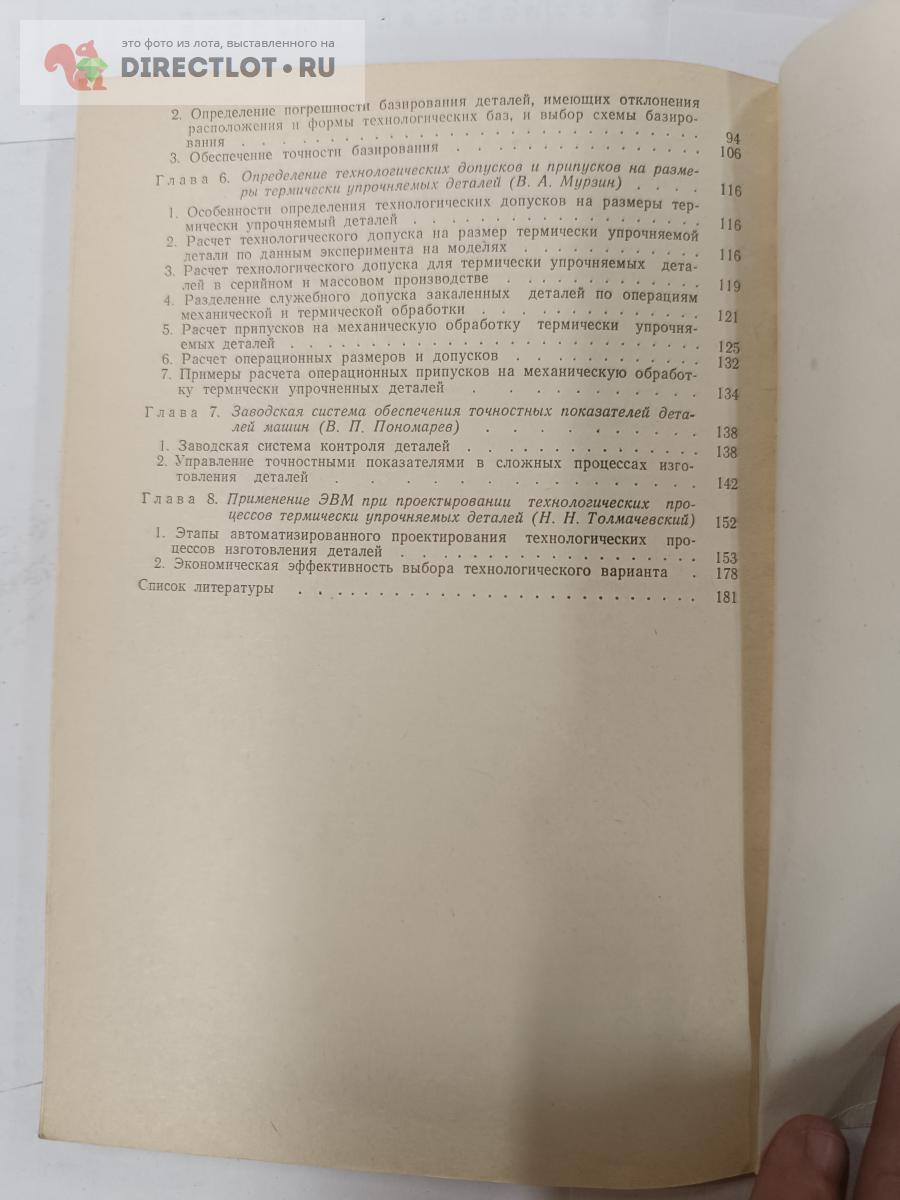 это фото из лота, выставленного на
DIRECTLOT.RU
2. Определение погрешности базирования деталей, имеющих отклонения
расположения и формы технологических баз, и выбор схемы базиро-
вания . . . . . . . . . . . . . . . . . . . . . . . . . 94
3. Обеспечение точности базирования . . . . . . . . . . . . . 106
Глава 6. Определение технологических допусков и припусков на разме-
ры термически упрочняемых деталей (В. А. Мурзин) . . . . 116
1. Особенности определения технологических допусков на размеры тер-
мически упрочняемый деталей . . . . . . . . . . . . . . . . 116
2. Расчет технологического допуска на размер термически упрочняемой
детали по данным эксперимента на моделях . . . . . . . . . . 116
3. Расчет технологического допуска для термически упрочняемых дета-
лей в серийном и массовом производстве . . . . . . . . . . . 119
4. Разделение служебного допуска закаленных деталей по операциям
механической и термической обработки . . . . . . . . . . . . 121
5. Расчет припусков на механическую обработку термически упрочня-
емых деталей . . . . . . . . . . . . . . . . . . . . . . 125
6. Расчет операционных размеров и допусков . . . . . . . . . . 132
7. Примеры расчета операционных припусков на механическую обработ-
ку термически упрочненных деталей . . . . . . . . . . . . 134
Глава 7. Заводская система обеспечения точностных показателей дета-
лей машин (В. П. Пономарев) . . . . . . . . . . . 138
1. Заводская система контроля деталей . . . . . . . . . . . . . 138
2. Управление точностными показателями в сложных процессах изго-
товления деталей . . . . . . . . . . . . . . . . . . 142
Глава 8. Применение ЭВМ при проектировании технологических про-
цессов термически упрочняемых деталей (Н. Н. Толмачевский) 152
1. Этапы автоматизированного проектирования технологических про-
цессов изготовления деталей . . . . . . . . . . . . . . . . . 153
2. Экономическая эффективность выбора технологического варианта . 178
Список литературы . . . . . . . . . . . . . . . . . . . . . . 181